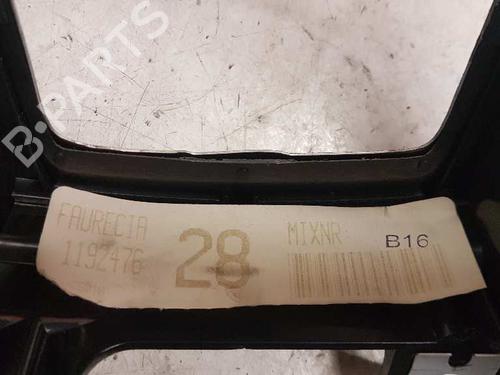 B-PARTS
FAURECIA
1192476
28
MIXNR
B16